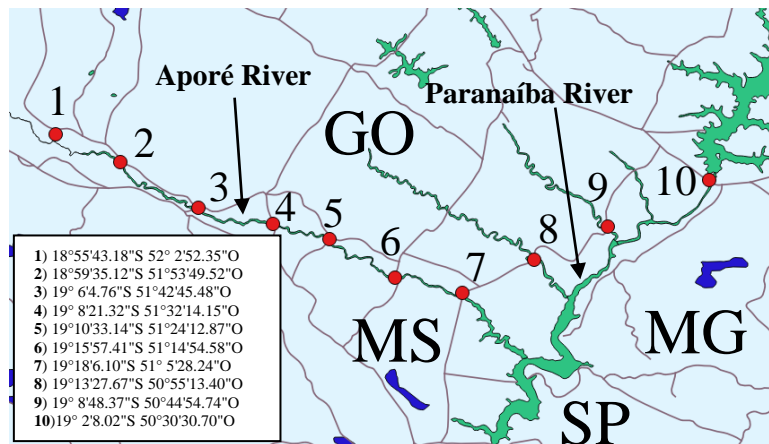 1
Aporé River
Paranaíba River
2
GO
3
9
10
4
5
8
6
7
1) 18°55'43.18"S 52° 2'52.35"O
2) 18°59'35.12"S 51°53'49.52"O
3) 19° 6'4.76"S 51°42'45.48"O
4) 19° 8'21.32"S 51°32'14.15"O
5) 19°10'33.14"S 51°24'12.87"O
6) 19°15'57.41"S 51°14'54.58"O
7) 19°18'6.10"S 51° 5'28.24"O
8) 19°13'27.67"S 50°55'13.40"O
9) 19° 8'48.37"S 50°44'54.74"O
10)19° 2'8.02"S 50°30'30.70"O
MS
MG
SP